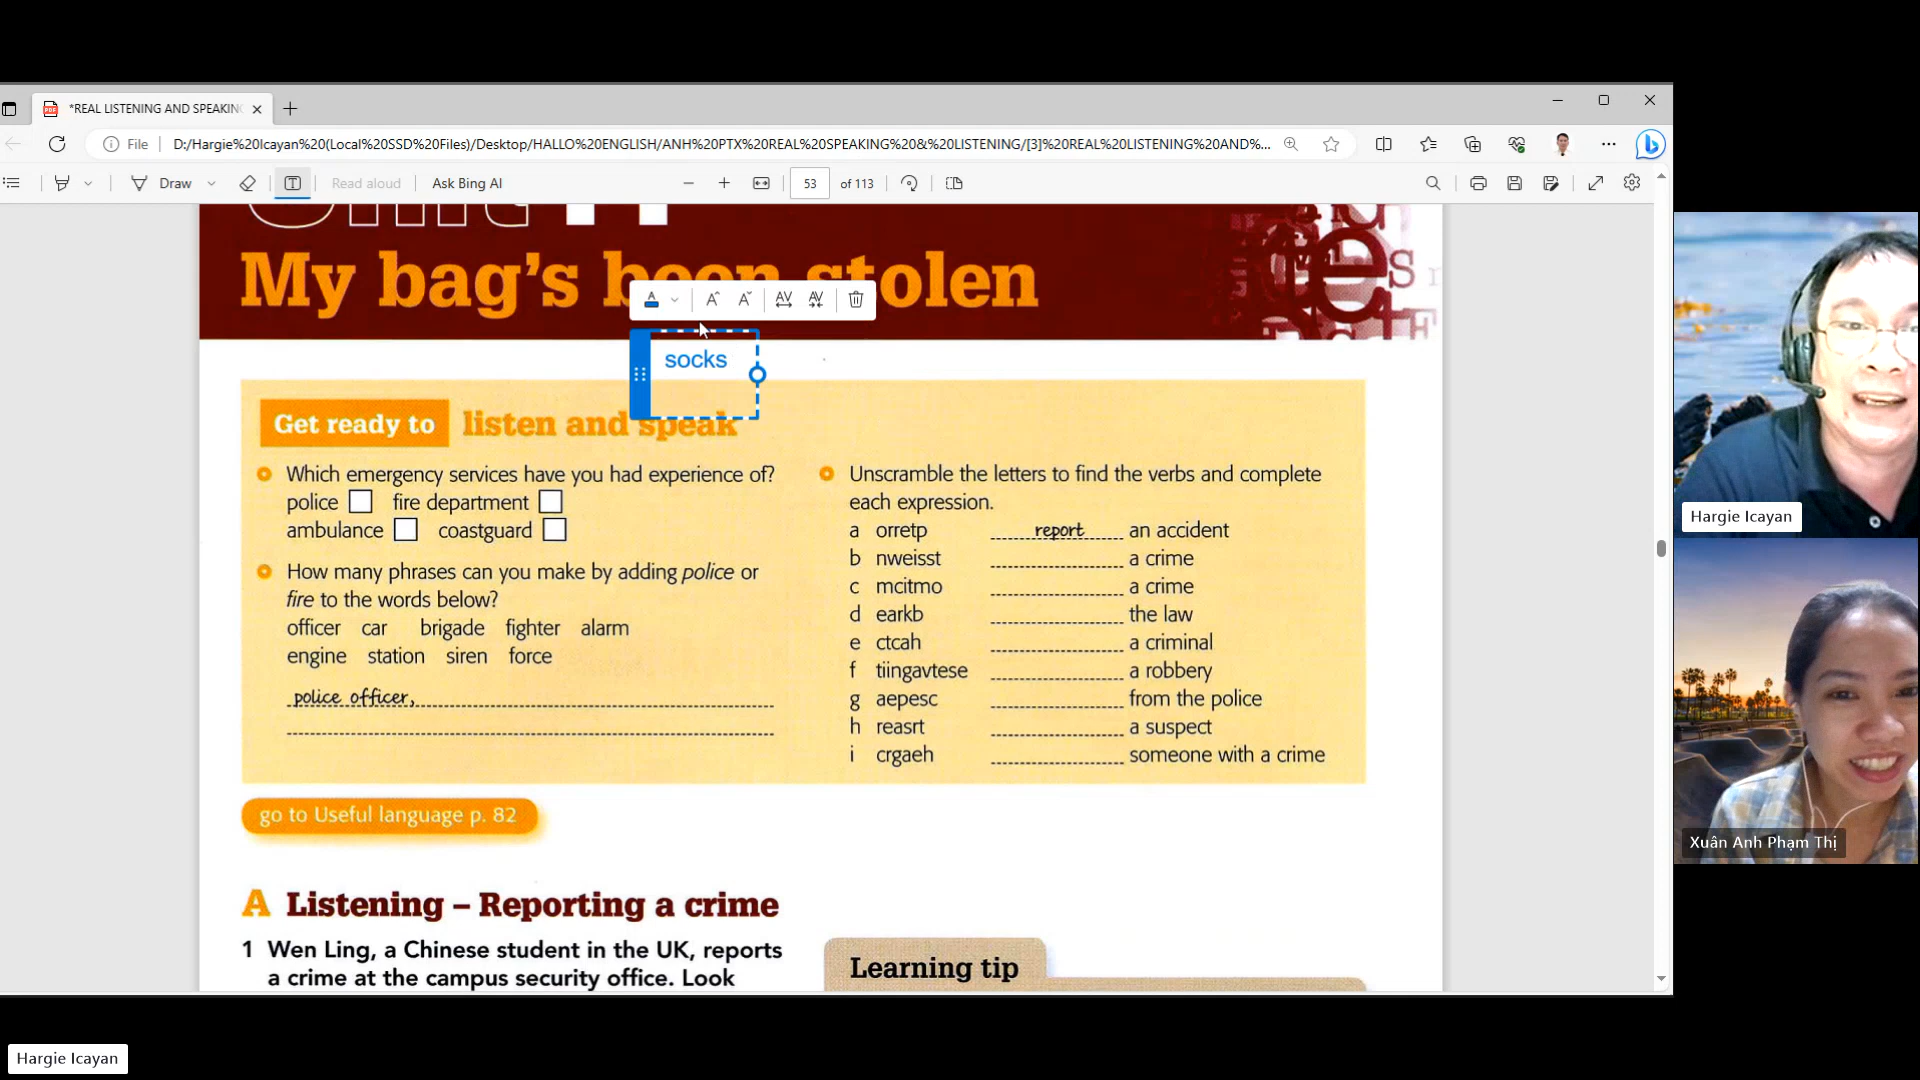 *REAL LISTENING AND SPEAKING
File
D:/Hargie%20Icayan%20(Local%20SSD%20Files)/Desktop/HALLO%20ENGLISH/ANH%20PTX%20REAL%20SPEAKING%20&%20LISTENING/[3]%20REAL%20LISTENING%20AND%...
Draw
Read aloud
Ask Bing AI
53 of 113
My bag's been stolen
socks
Get ready to listen and speak
Which emergency services have you had experience of?
police fire department
ambulance coastguard
How many phrases can you make by adding police or
fire to the words below?
officer car brigade fighter alarm
engine station siren force
police officer,
Unscramble the letters to find the verbs and complete
each expression.
a orretp report an accident
b nweisst a crime
c mcitmo a crime
d earkb the law
e ctcah a criminal
f tiingavtese a robbery
g aepesc from the police
h reasrt a suspect
i crgaeh someone with a crime
go to Useful language p. 82
A Listening – Reporting a crime
1 Wen Ling, a Chinese student in the UK, reports
a crime at the campus security office. Look
Learning tip
Hargie Icayan
Xuân Anh Phạm Thị
Hargie Icayan